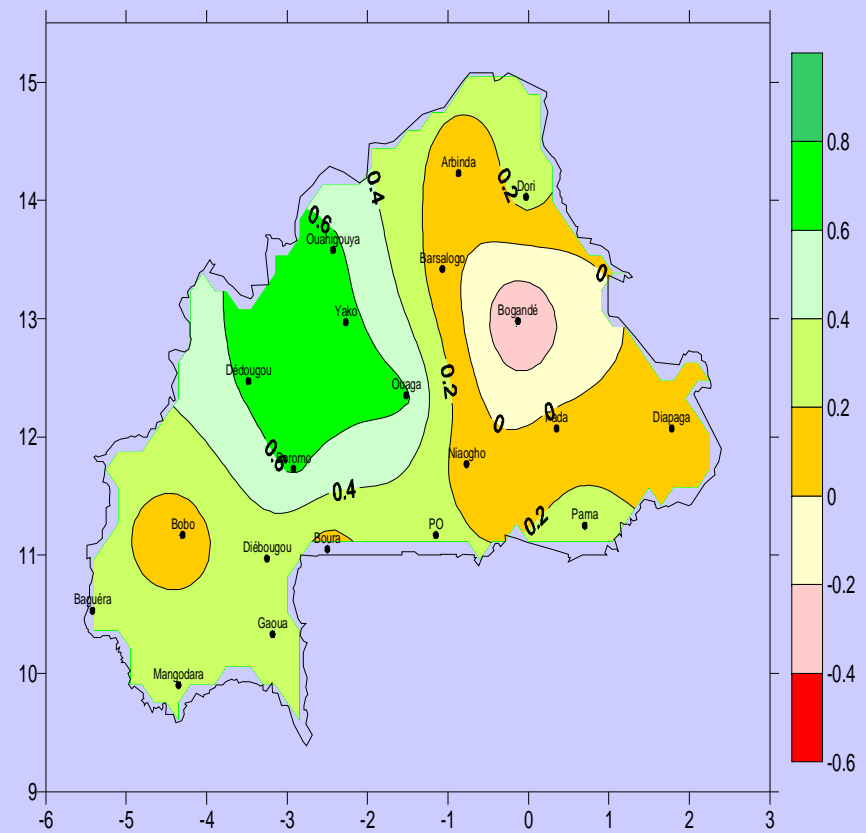 15
14
13
12
11
10
9
-6 -5 -4 -3 -2 -1 0 1 2 3
0.8
0.6
0.4
0.2
0
-0.2
-0.4
-0.6
Arbinda
0.4
0.2
Dori
0.6
Ouahigouya
Barsalogo
0
Yako
Bogandé
Dédougou
Ouaga
0.2
0
0
Fada
Diapaga
0.6
Boromo
Niaogho
0.4
0.2
Pama
Bobo
PO
Boura
Diébougou
Baguéra
Gaoua
Mangodara